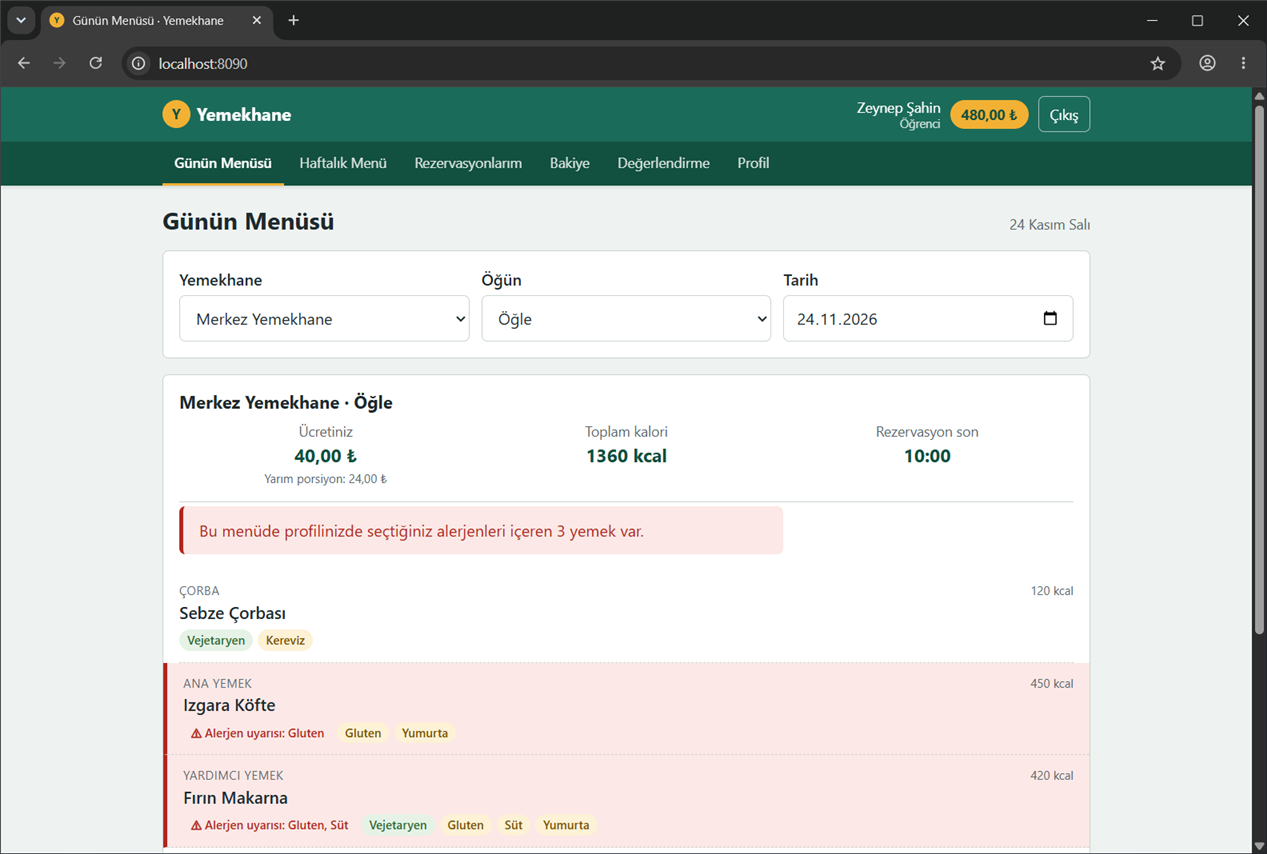 Y Günün Menüsü · Yemekhane
localhost:8090
Y Yemekhane
Zeynep Şahin
Öğrenci
480,00 ₺
Çıkış
Günün Menüsü Haftalık Menü Rezervasyonlarım Bakiye Değerlendirme Profil
Günün Menüsü
24 Kasım Salı
Yemekhane Öğün Tarih
Merkez Yemekhane Öğle 24.11.2026
Merkez Yemekhane · Öğle
Ücretiniz Toplam kalori Rezervasyon son
40,00 ₺ 1360 kcal 10:00
Yarım porsiyon: 24,00 ₺
Bu menüde profilinizde seçtiğiniz alerjenleri içeren 3 yemek var.
ÇORBA 120 kcal
Sebze Çorbası
Vejetaryen Kereviz
ANA YEMEK 450 kcal
Izgara Köfte
⚠ Alerjen uyarısı: Gluten Gluten Yumurta
YARDIMCI YEMEK 420 kcal
Fırın Makarna
⚠ Alerjen uyarısı: Gluten, Süt Vejetaryen Gluten Süt Yumurta